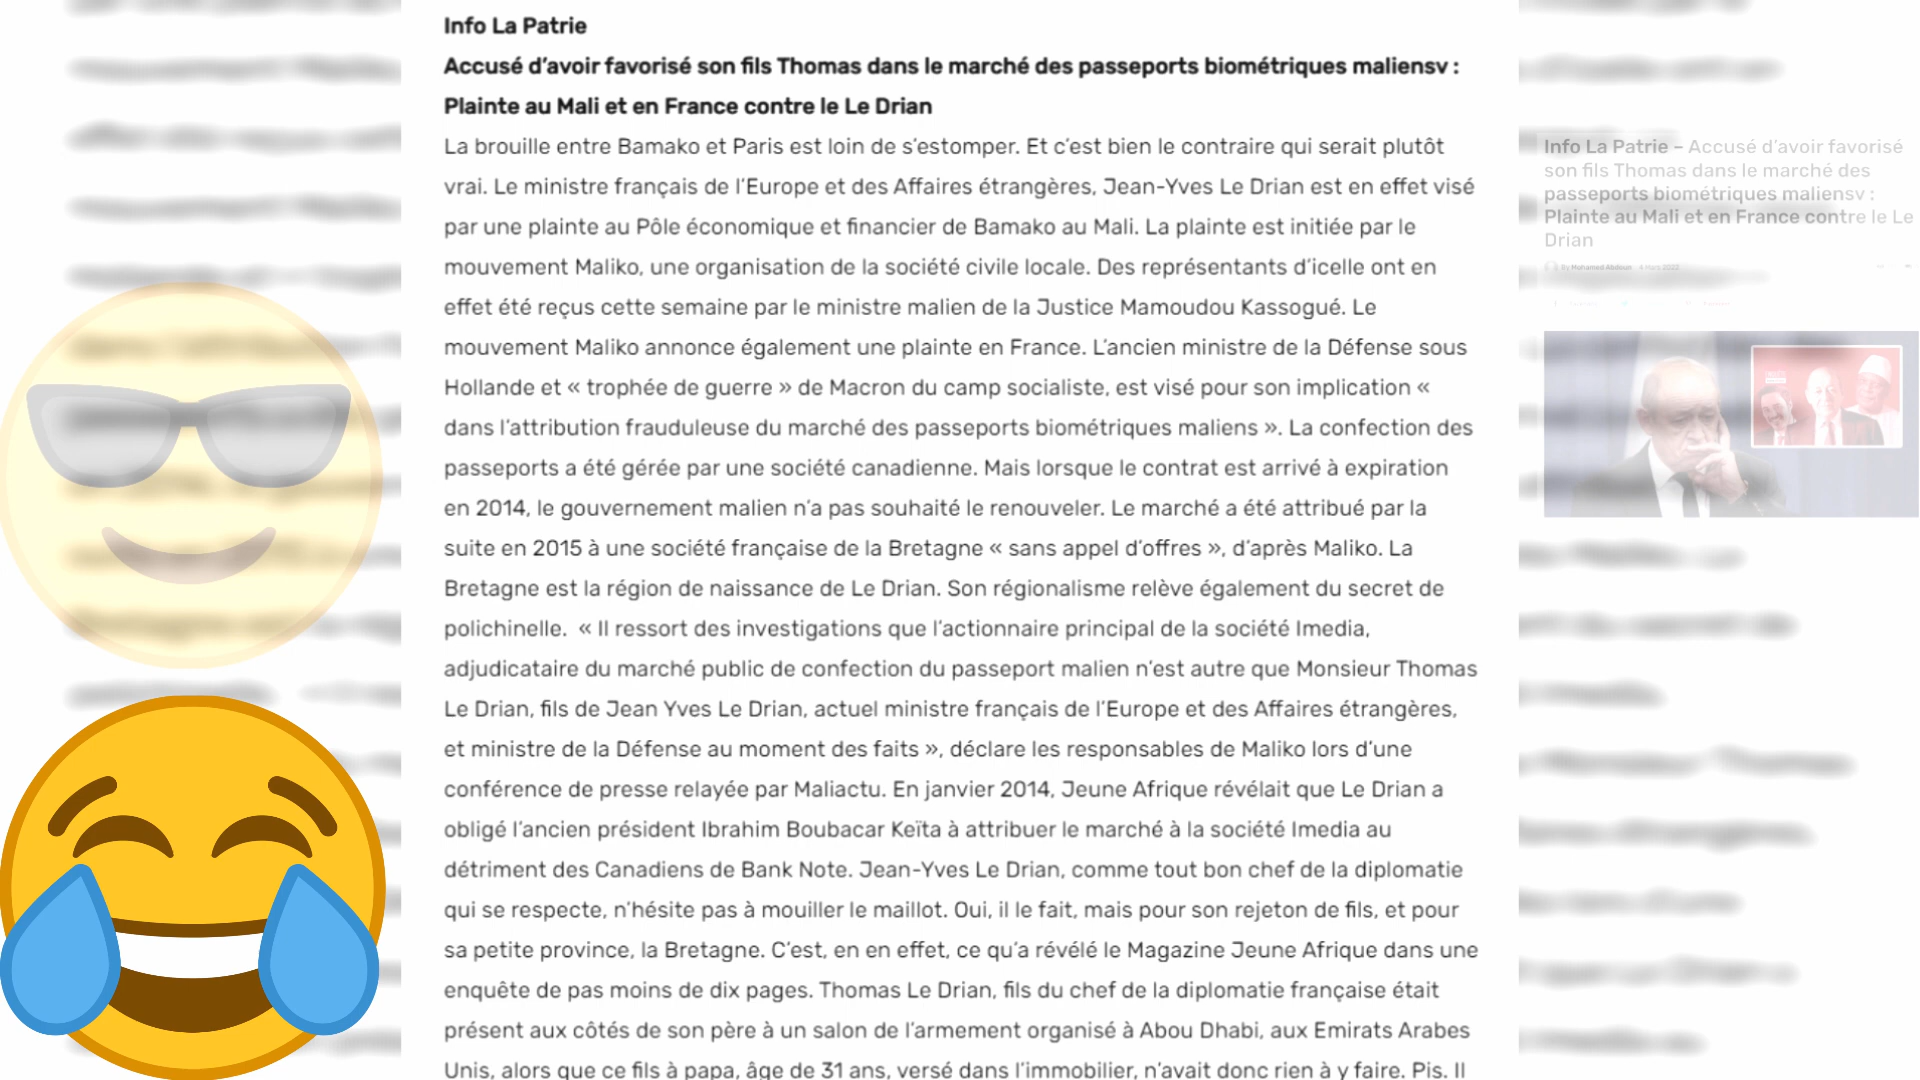 Info La Patrie
Accusé d’avoir favorisé son fils Thomas dans le marché des passeports biométriques maliensv :
Plainte au Mali et en France contre le Le Drian
La brouille entre Bamako et Paris est loin de s’estomper. Et c’est bien le contraire qui serait plutôt
vrai. Le ministre français de l’Europe et des Affaires étrangères, Jean-Yves Le Drian est en effet visé
par une plainte au Pôle économique et financier de Bamako au Mali. La plainte est initiée par le
mouvement Maliko, une organisation de la société civile locale. Des représentants d’icelle ont en
effet été reçus cette semaine par le ministre malien de la Justice Mamoudou Kassogué. Le
mouvement Maliko annonce également une plainte en France. L’ancien ministre de la Défense sous
Hollande et « trophée de guerre » de Macron du camp socialiste, est visé pour son implication «
dans l’attribution frauduleuse du marché des passeports biométriques maliens ». La confection des
passeports a été gérée par une société canadienne. Mais lorsque le contrat est arrivé à expiration
en 2014, le gouvernement malien n’a pas souhaité le renouveler. Le marché a été attribué par la
suite en 2015 à une société française de la Bretagne « sans appel d’offres », d’après Maliko. La
Bretagne est la région de naissance de Le Drian. Son régionalisme relève également du secret de
polichinelle. « Il ressort des investigations que l’actionnaire principal de la société Imedia,
adjudicataire du marché public de confection du passeport malien n’est autre que Monsieur Thomas
Le Drian, fils de Jean Yves Le Drian, actuel ministre français de l’Europe et des Affaires étrangères,
et ministre de la Défense au moment des faits », déclare les responsables de Maliko lors d’une
conférence de presse relayée par Maliactu. En janvier 2014, Jeune Afrique révélait que Le Drian a
obligé l’ancien président Ibrahim Boubacar Keïta à attribuer le marché à la société Imedia au
détriment des Canadiens de Bank Note. Jean-Yves Le Drian, comme tout bon chef de la diplomatie
qui se respecte, n’hésite pas à mouiller le maillot. Oui, il le fait, mais pour son rejeton de fils, et pour
sa petite province, la Bretagne. C’est, en en effet, ce qu’a révélé le Magazine Jeune Afrique dans une
enquête de pas moins de dix pages. Thomas Le Drian, fils du chef de la diplomatie française était
présent aux côtés de son père à un salon de l’armement organisé à Abou Dhabi, aux Emirats Arabes
Unis, alors que ce fils à papa, âge de 31 ans, versé dans l’immobilier, n’avait donc rien à y faire. Pis. Il
Info La Patrie – Accusé d’avoir favorisé
son fils Thomas dans le marché des
passeports biométriques maliensv :
Plainte au Mali et en France contre le Le
Drian
By Mohamed Abdoun 4 Mars 2022